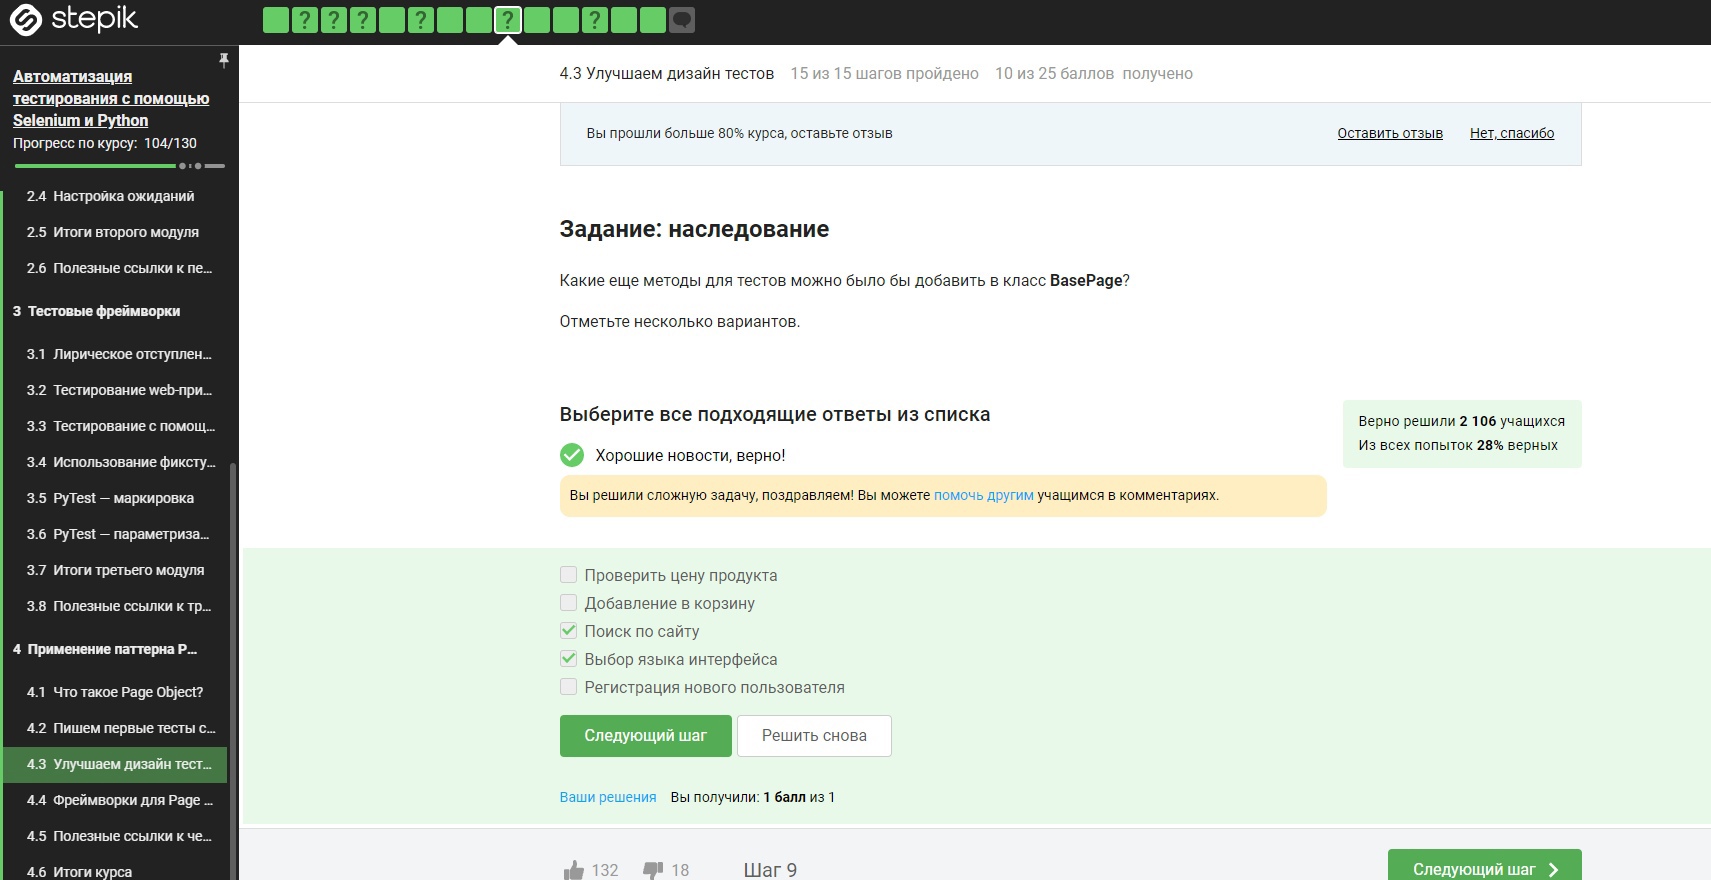 stepik
? ? ? ? ? ?
Автоматизация
тестирования с помощью
Selenium и Python
Прогресс по курсу: 104/130
2.4 Настройка ожиданий
2.5 Итоги второго модуля
2.6 Полезные ссылки к пе...
3 Тестовые фреймворки
3.1 Лирическое отступлен...
3.2 Тестирование web-при...
3.3 Тестирование с помощ...
3.4 Использование фиксту...
3.5 PyTest — маркировка
3.6 PyTest — параметриза...
3.7 Итоги третьего модуля
3.8 Полезные ссылки к тр...
4 Применение паттерна P...
4.1 Что такое Page Object?
4.2 Пишем первые тесты с...
4.3 Улучшаем дизайн тест...
4.4 Фреймворки для Page ...
4.5 Полезные ссылки к че...
4.6 Итоги курса
4.3 Улучшаем дизайн тестов 15 из 15 шагов пройдено 10 из 25 баллов получено
Вы прошли больше 80% курса, оставьте отзыв Оставить отзыв Нет, спасибо
Задание: наследование
Какие еще методы для тестов можно было бы добавить в класс BasePage?
Отметьте несколько вариантов.
Выберите все подходящие ответы из списка
Верно решили 2 106 учащихся
Из всех попыток 28% верных
Хорошие новости, верно!
Вы решили сложную задачу, поздравляем! Вы можете помочь другим учащимся в комментариях.
Проверить цену продукта
Добавление в корзину
Поиск по сайту
Выбор языка интерфейса
Регистрация нового пользователя
Следующий шаг Решить снова
Ваши решения Вы получили: 1 балл из 1
132 18 Шаг 9 Следующий шаг